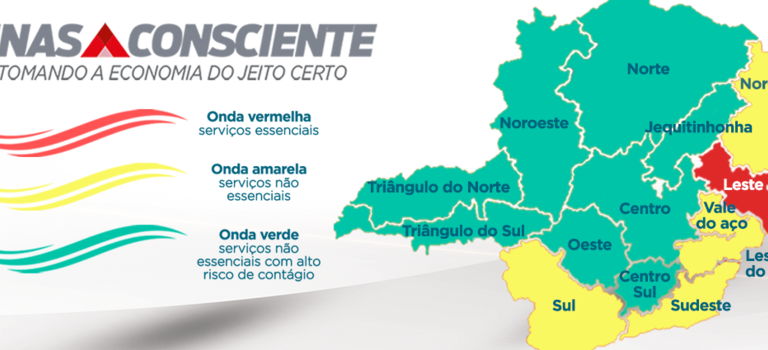 NAS CONSCIENTE
TOMANDO A ECONOMIA DO JEITO CERTO
Onda vermelha
serviços essenciais
Onda amarela
serviços não
essenciais
Onda verde
serviços não
essenciais com alto
risco de contágio
Norte
Nor
Noroeste
Jequitinhonha
Triângulo do Norte
Leste
Centro
Vale
do aço
Triângulo do Sul
Oeste
Les
do
Centro
Sul
Sul
Sudeste